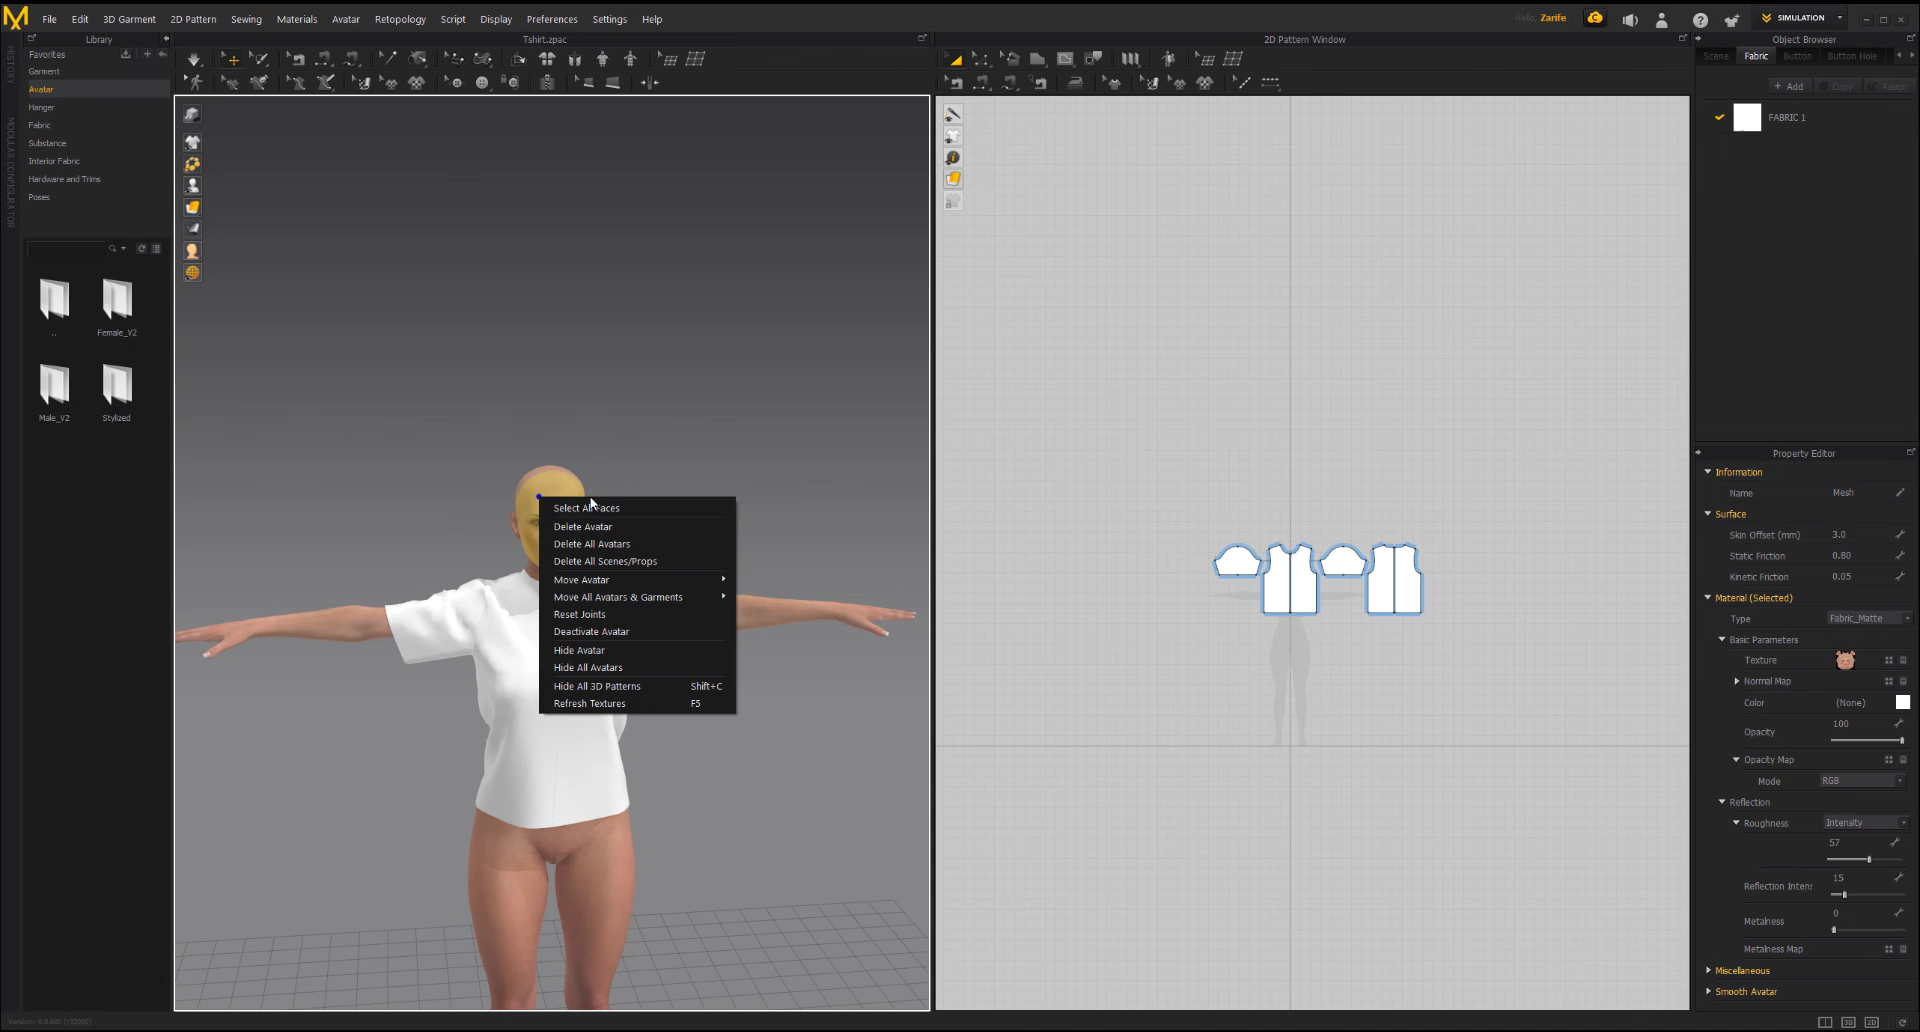 File Edit 3D Garment 2D Pattern Sewing Materials Avatar Retopology Script Display Preferences Settings Help
Hello, Zarife
SIMULATION
HISTORY
MODULAR CONFIGURATOR
Library
Favorites
Garment
Avatar
Hanger
Fabric
Substance
Interior Fabric
Hardware and Trims
Poses
..
Female_V2
Male_V2
Stylized
Tshirt.zpac
Select All Faces
Delete Avatar
Delete All Avatars
Delete All Scenes/Props
Move Avatar
Move All Avatars & Garments
Reset Joints
Deactivate Avatar
Hide Avatar
Hide All Avatars
Hide All 3D Patterns Shift+C
Refresh Textures F5
2D Pattern Window
Object Browser
Scene Fabric Button Button Hole
+ Add Copy Assign
FABRIC 1
Property Editor
Information
Name Mesh
Surface
Skin Offset (mm) 3.0
Static Friction 0.80
Kinetic Friction 0.05
Material (Selected)
Type Fabric_Matte
Basic Parameters
Texture
Normal Map
Color (None)
Opacity 100
Opacity Map
Mode RGB
Reflection
Roughness Intensity
57
Reflection Intens 15
Metalness 0
Metalness Map
Miscellaneous
Smooth Avatar
3D 2D